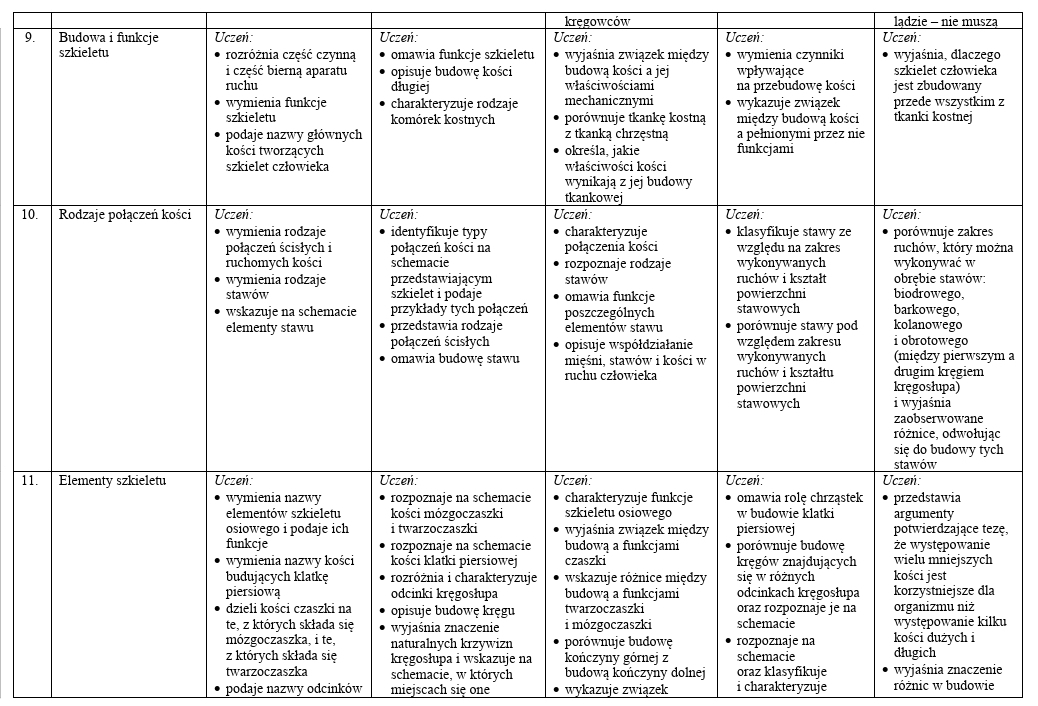 kręgowców
lądzie – nie muszą
9.
Budowa i funkcje
szkieletu
Uczeń:
• rozróżnia część czynną
i część bierną aparatu
ruchu
• wymienia funkcje
szkieletu
• podaje nazwy głównych
kości tworzących
szkielet człowieka
Uczeń:
• omawia funkcje szkieletu
• opisuje budowę kości
długiej
• charakteryzuje rodzaje
komórek kostnych
Uczeń:
• wyjaśnia związek między
budową kości a jej
właściwościami
mechanicznymi
• porównuje tkankę kostną
z tkanką chrzęstną
• określa, jakie
właściwości kości
wynikają z jej budowy
tkankowej
Uczeń:
• wymienia czynniki
wpływające
na przebudowę kości
• wykazuje związek
między budową kości
a pełnionymi przez nie
funkcjami
Uczeń:
• wyjaśnia, dlaczego
szkielet człowieka
jest zbudowany
przede wszystkim z
tkanki kostnej
10.
Rodzaje połączeń kości
Uczeń:
• wymienia rodzaje
połączeń ścisłych i
ruchomych kości
• wymienia rodzaje
stawów
• wskazuje na schemacie
elementy stawu
Uczeń:
• identyfikuje typy
połączeń kości na
schemacie
przedstawiającym
szkielet i podaje
przykłady tych połączeń
• przedstawia rodzaje
połączeń ścisłych
• omawia budowę stawu
Uczeń:
• charakteryzuje
połączenia kości
• rozpoznaje rodzaje
stawów
• omawia funkcje
poszczególnych
elementów stawu
• opisuje współdziałanie
mięśni, stawów i kości w
ruchu człowieka
Uczeń:
• klasyfikuje stawy ze
względu na zakres
wykonywanych
ruchów i kształt
powierzchni
stawowych
• porównuje stawy pod
względem zakresu
wykonywanych
ruchów i kształtu
powierzchni
stawowych
Uczeń:
• porównuje zakres
ruchów, który można
wykonywać w
obrębie stawów:
biodrowego,
barkowego,
kolanowego
i obrotowego
(między pierwszym a
drugim kręgiem
kręgosłupa)
i wyjaśnia
zaobserwowane
różnice, odwołując
się do budowy tych
stawów
11.
Elementy szkieletu
Uczeń:
• wymienia nazwy
elementów szkieletu
osiowego i podaje ich
funkcje
• wymienia nazwy kości
budujących klatkę
piersiową
• dzieli kości czaszki na
te, z których składa się
mózgoczaszka, i te,
z których składa się
twarzoczaszka
• podaje nazwy odcinków
Uczeń:
• rozpoznaje na schemacie
kości mózgoczaszki
i twarzoczaszki
• rozpoznaje na schemacie
kości klatki piersiowej
• rozróżnia i charakteryzuje
odcinki kręgosłupa
• opisuje budowę kręgu
• wyjaśnia znaczenie
naturalnych krzywizn
kręgosłupa i wskazuje na
schemacie, w których
miejscach się one
Uczeń:
• charakteryzuje funkcje
szkieletu osiowego
• wyjaśnia związek między
budową a funkcjami
czaszki
• wskazuje różnice między
budową a funkcjami
twarzoczaszki
i mózgoczaszki
• porównuje budowę
kończyny górnej z
budową kończyny dolnej
• wykazuje związek
Uczeń:
• omawia rolę chrząstek
w budowie klatki
piersiowej
• porównuje budowę
kręgów znajdujących
się w różnych
odcinkach kręgosłupa
oraz rozpoznaje je na
schemacie
• rozpoznaje na
schemacie
oraz klasyfikuje
i charakteryzuje
Uczeń:
• przedstawia
argumenty
potwierdzające tezę,
że występowanie
wielu mniejszych
kości jest
korzystniejsze dla
organizmu niż
występowanie kilku
kości dużych i
długich
• wyjaśnia znaczenie
różnic w budowie